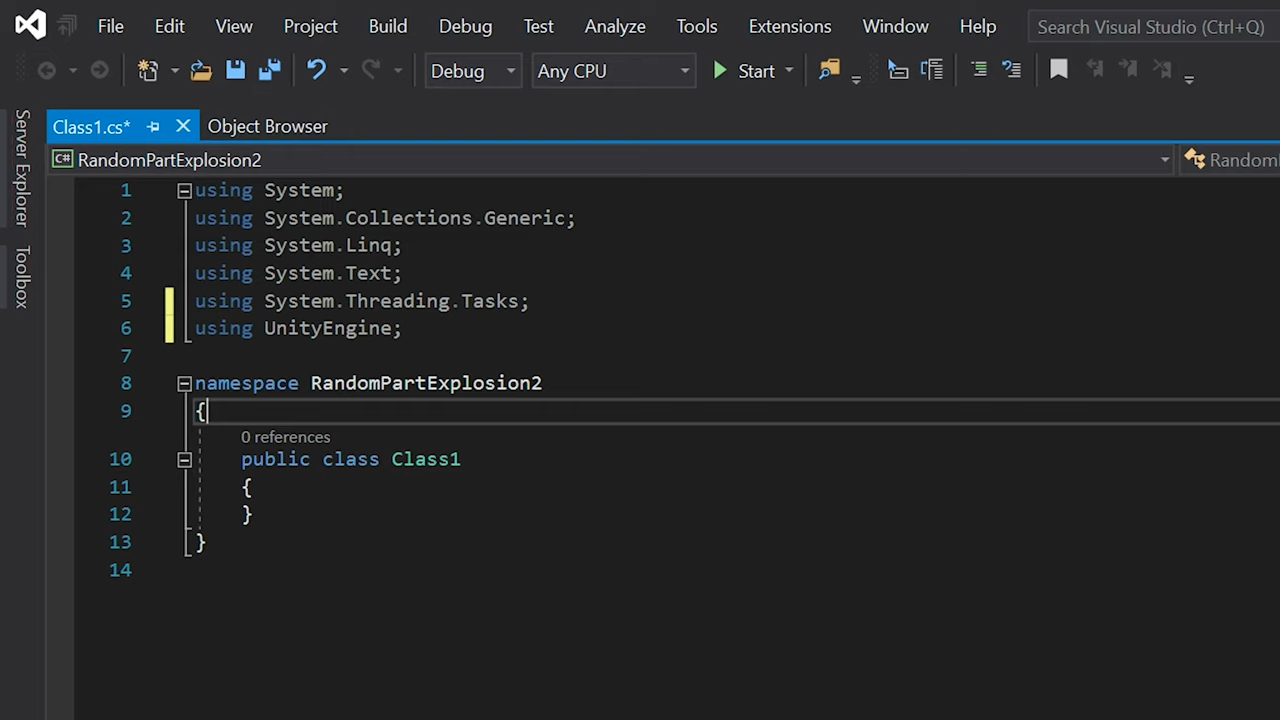 File Edit View Project Build Debug Test Analyze Tools Extensions Window Help Search Visual Studio (Ctrl+Q)
Debug Any CPU Start
Server Explorer
Toolbox
Class1.cs* Object Browser
C# RandomPartExplosion2
1 using System;
2 using System.Collections.Generic;
3 using System.Linq;
4 using System.Text;
5 using System.Threading.Tasks;
6 using UnityEngine;
7
8 namespace RandomPartExplosion2
9 {
0 references
10 public class Class1
11 {
12 }
13 }
14